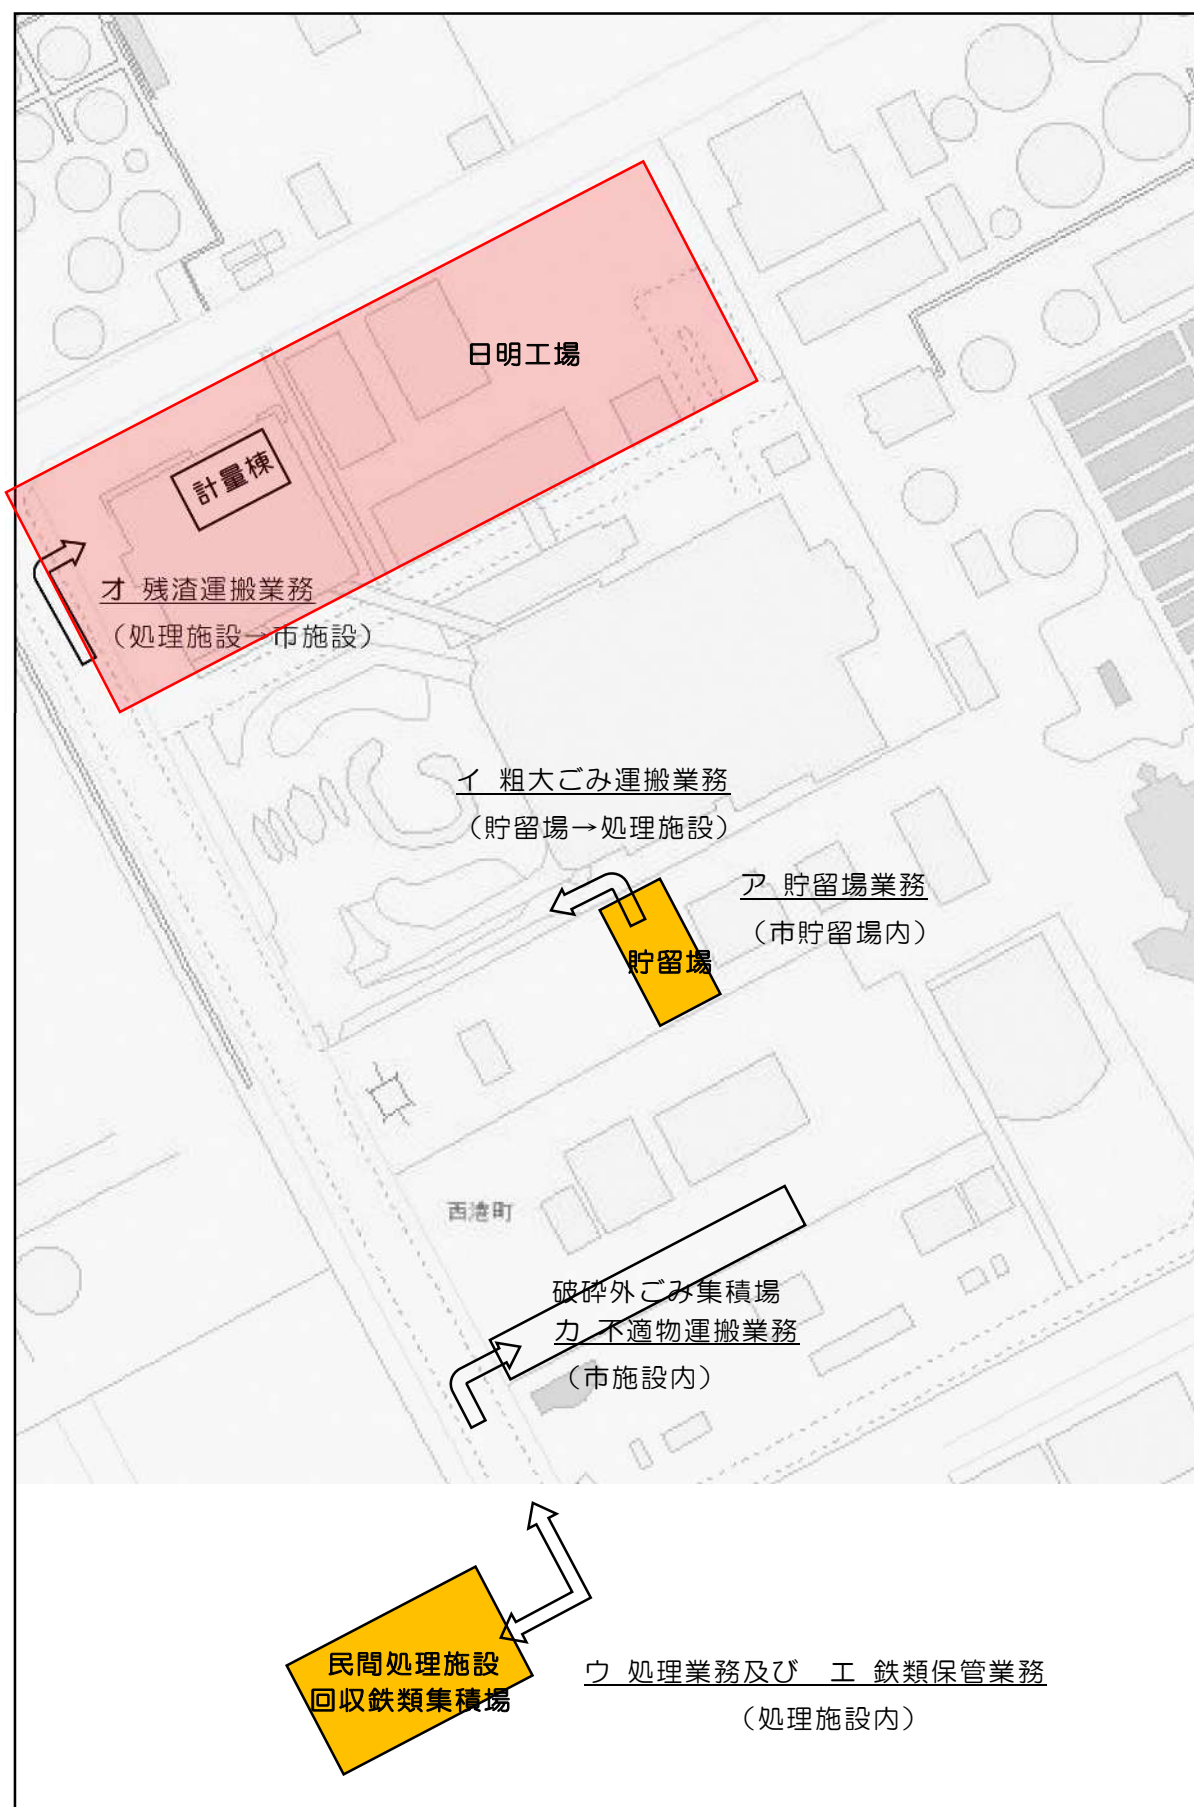 日明工場
計量棟
オ 残渣運搬業務
（処理施設→市施設）
イ 粗大ごみ運搬業務
（貯留場→処理施設）
ア 貯留場業務
（市貯留場内）
貯留場
西港町
破砕外ごみ集積場
カ 不適物運搬業務
（市施設内）
民間処理施設
回収鉄類集積場
ウ 処理業務及び　エ 鉄類保管業務
（処理施設内）